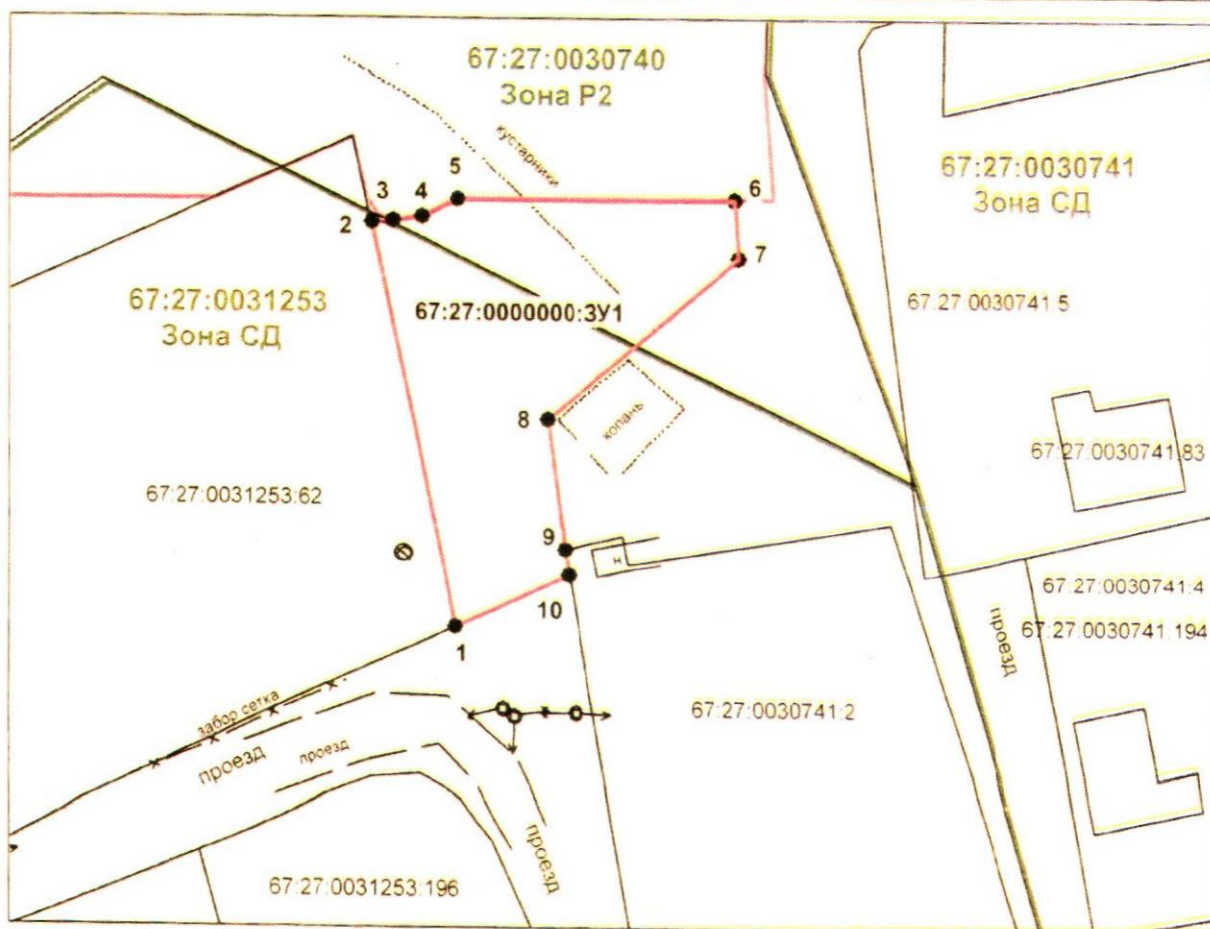 67:27:0030740
Зона Р2
кустарники
67:27:0030741
Зона СД
3
4
5
6
2
7
67:27:0031253
Зона СД
67:27:0000000:ЗУ1
67:27:0030741:5
8
копань
67:27:0030741:83
67:27:0031253:62
9
н
10
67:27:0030741:4
1
проезд
67:27:0030741:194
забор сетка
проезд
проезд
67:27:0030741:2
проезд
67:27:0031253:196